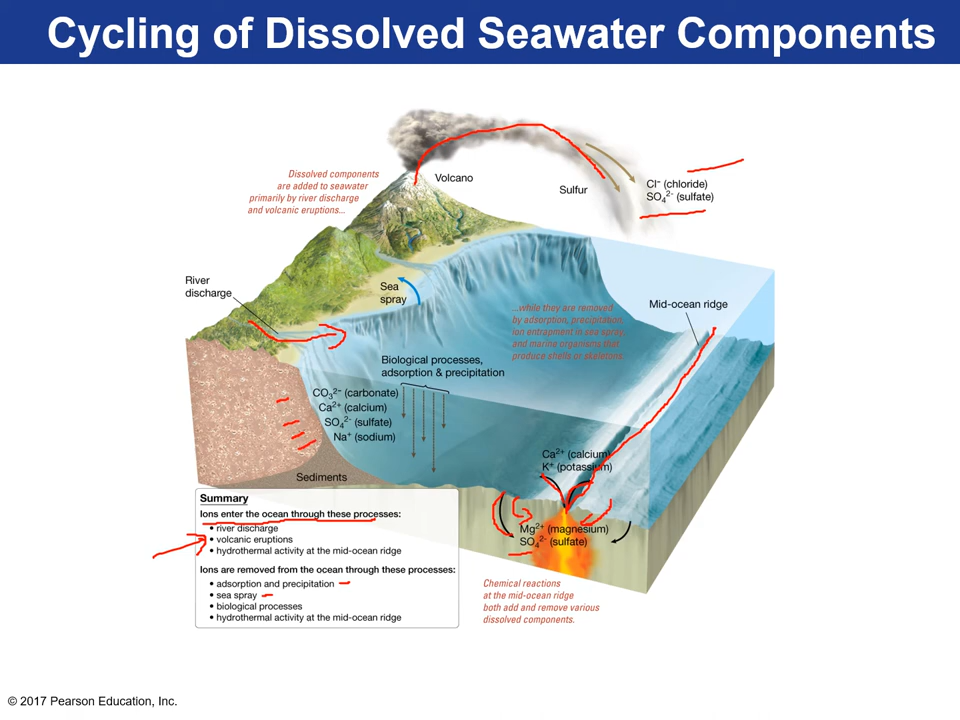 Cycling of Dissolved Seawater Components
Dissolved components
are added to seawater
primarily by river discharge
and volcanic eruptions...
Volcano
Sulfur
Cl⁻ (chloride)
SO₄²⁻ (sulfate)
River
discharge
Sea
spray
...while they are removed
by adsorption, precipitation,
ion entrapment in sea spray,
and marine organisms that
produce shells or skeletons.
Mid-ocean ridge
Biological processes,
adsorption & precipitation
CO₃²⁻ (carbonate)
Ca²⁺ (calcium)
SO₄²⁻ (sulfate)
Na⁺ (sodium)
Sediments
Ca²⁺ (calcium)
K⁺ (potassium)
Mg²⁺ (magnesium)
SO₄²⁻ (sulfate)
Summary
Ions enter the ocean through these processes:
• river discharge
• volcanic eruptions
• hydrothermal activity at the mid-ocean ridge
Ions are removed from the ocean through these processes:
• adsorption and precipitation
• sea spray
• biological processes
• hydrothermal activity at the mid-ocean ridge
Chemical reactions
at the mid-ocean ridge
both add and remove various
dissolved components.
© 2017 Pearson Education, Inc.